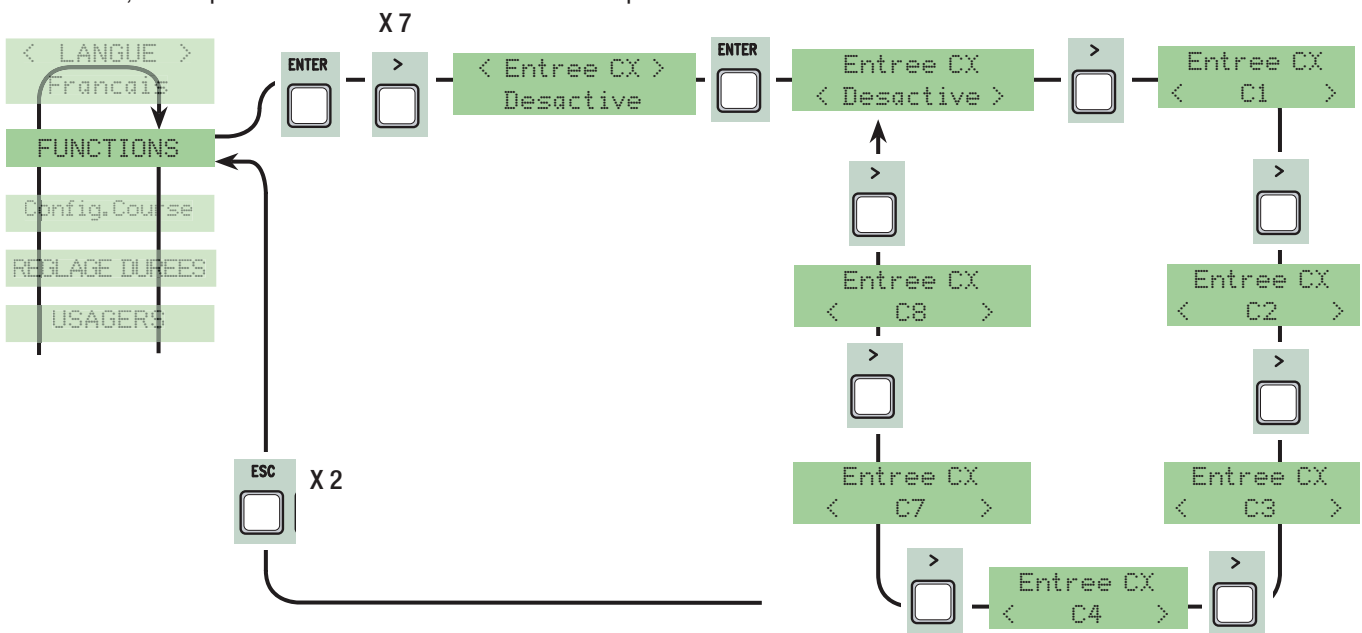 X 7
< LANGUE >
Francais
FUNCTIONS
Config.Course
REGLAGE DUREES
USAGERS
ENTER
>
< Entree CX >
Desactive
ENTER
Entree CX
< Desactive >
>
Entree CX
< C1 >
>
Entree CX
< C2 >
>
Entree CX
< C3 >
>
Entree CX
< C4 >
>
Entree CX
< C7 >
>
Entree CX
< C8 >
>
ESC
X 2